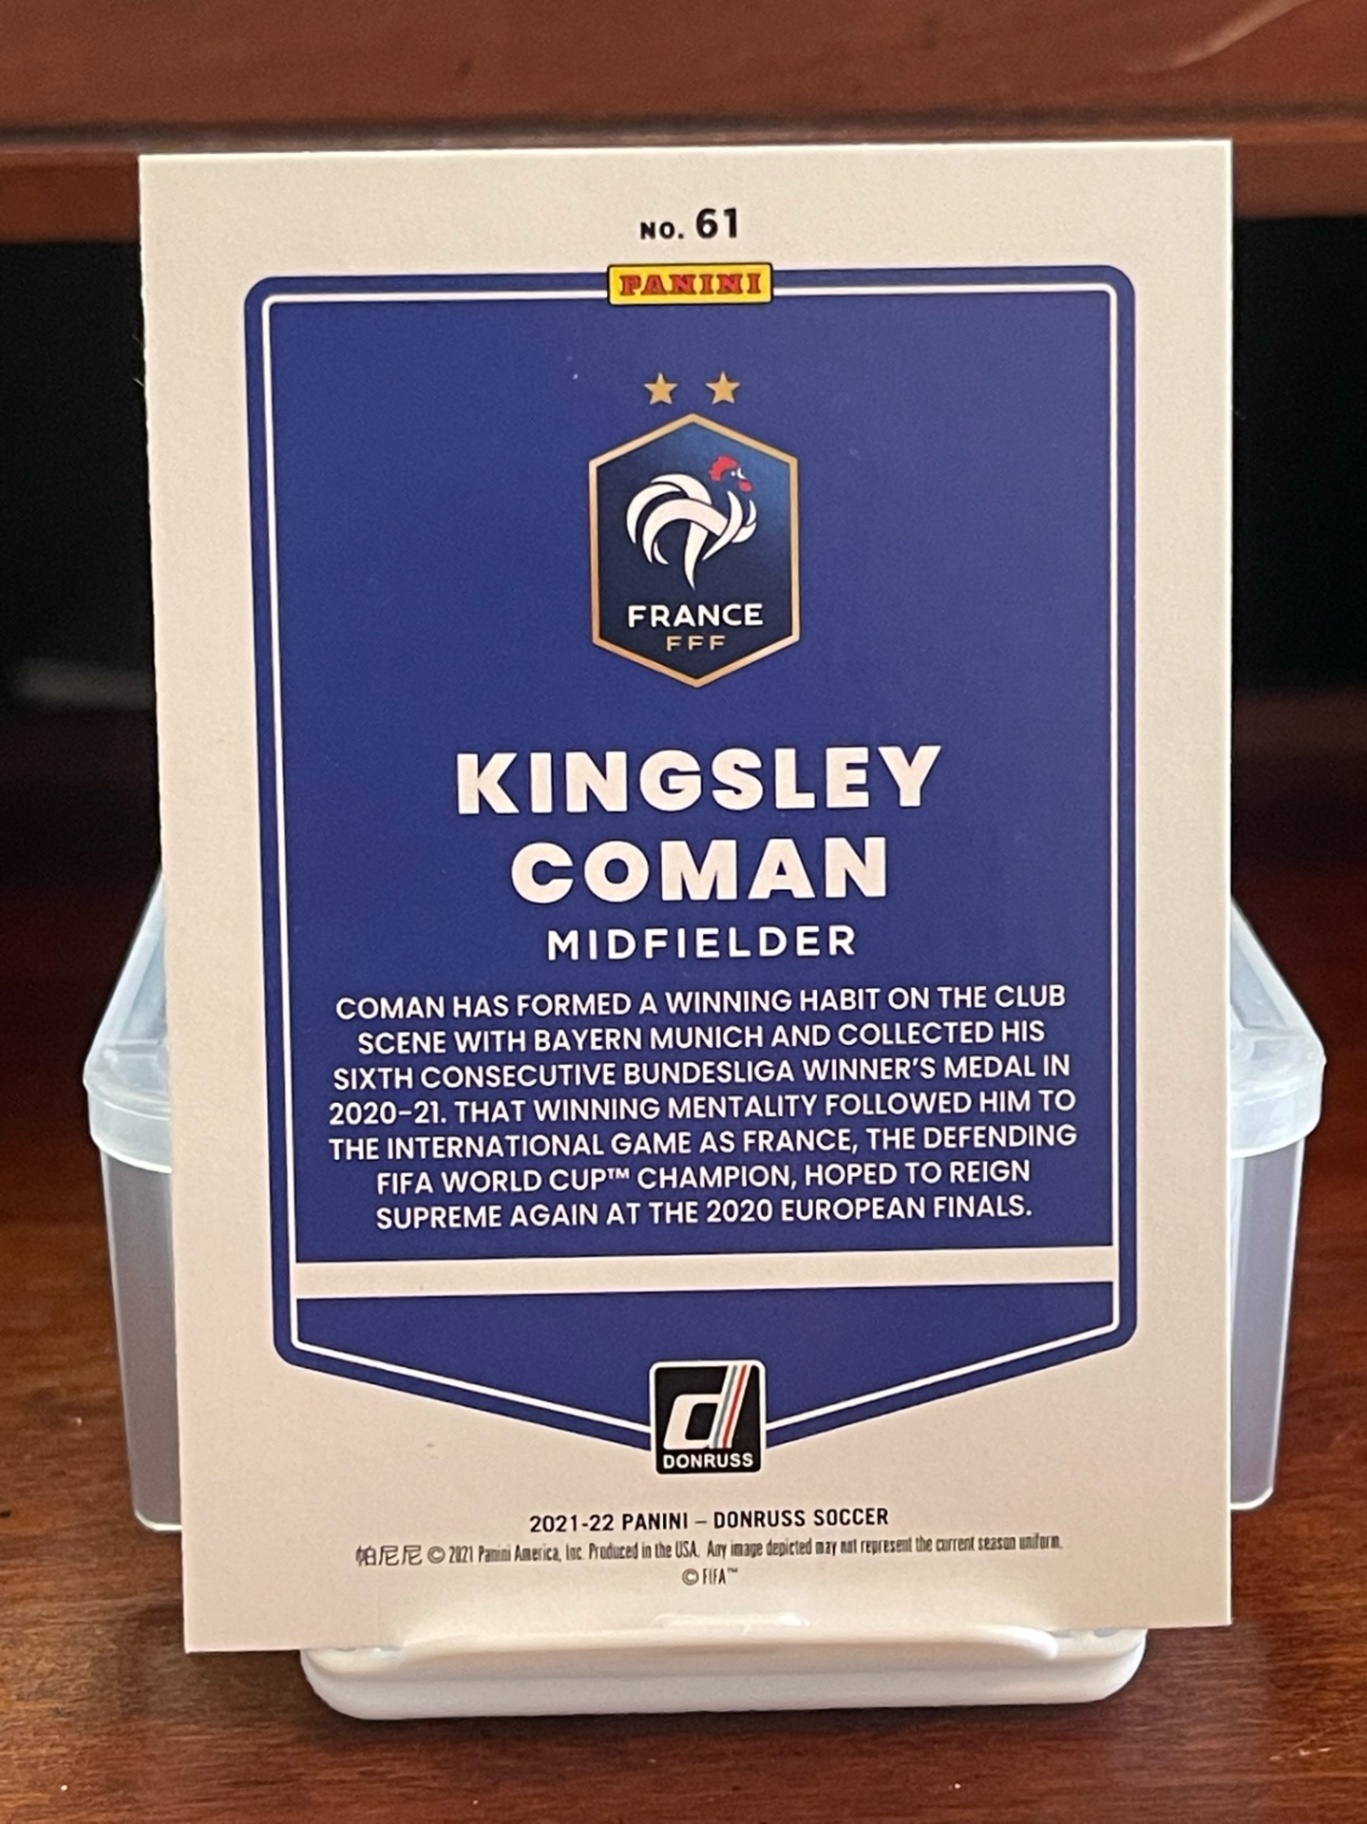 NO. 61
PANINI
FRANCE
FFF
KINGSLEY
COMAN
MIDFIELDER
COMAN HAS FORMED A WINNING HABIT ON THE CLUB
SCENE WITH BAYERN MUNICH AND COLLECTED HIS
SIXTH CONSECUTIVE BUNDESLIGA WINNER'S MEDAL IN
2020-21. THAT WINNING MENTALITY FOLLOWED HIM TO
THE INTERNATIONAL GAME AS FRANCE, THE DEFENDING
FIFA WORLD CUP™ CHAMPION, HOPED TO REIGN
SUPREME AGAIN AT THE 2020 EUROPEAN FINALS.
d
DONRUSS
2021-22 PANINI – DONRUSS SOCCER
帕尼尼 © 2021 Panini America, Inc. Produced in the USA. Any image depicted may not represent the current season uniform.
© FIFA™